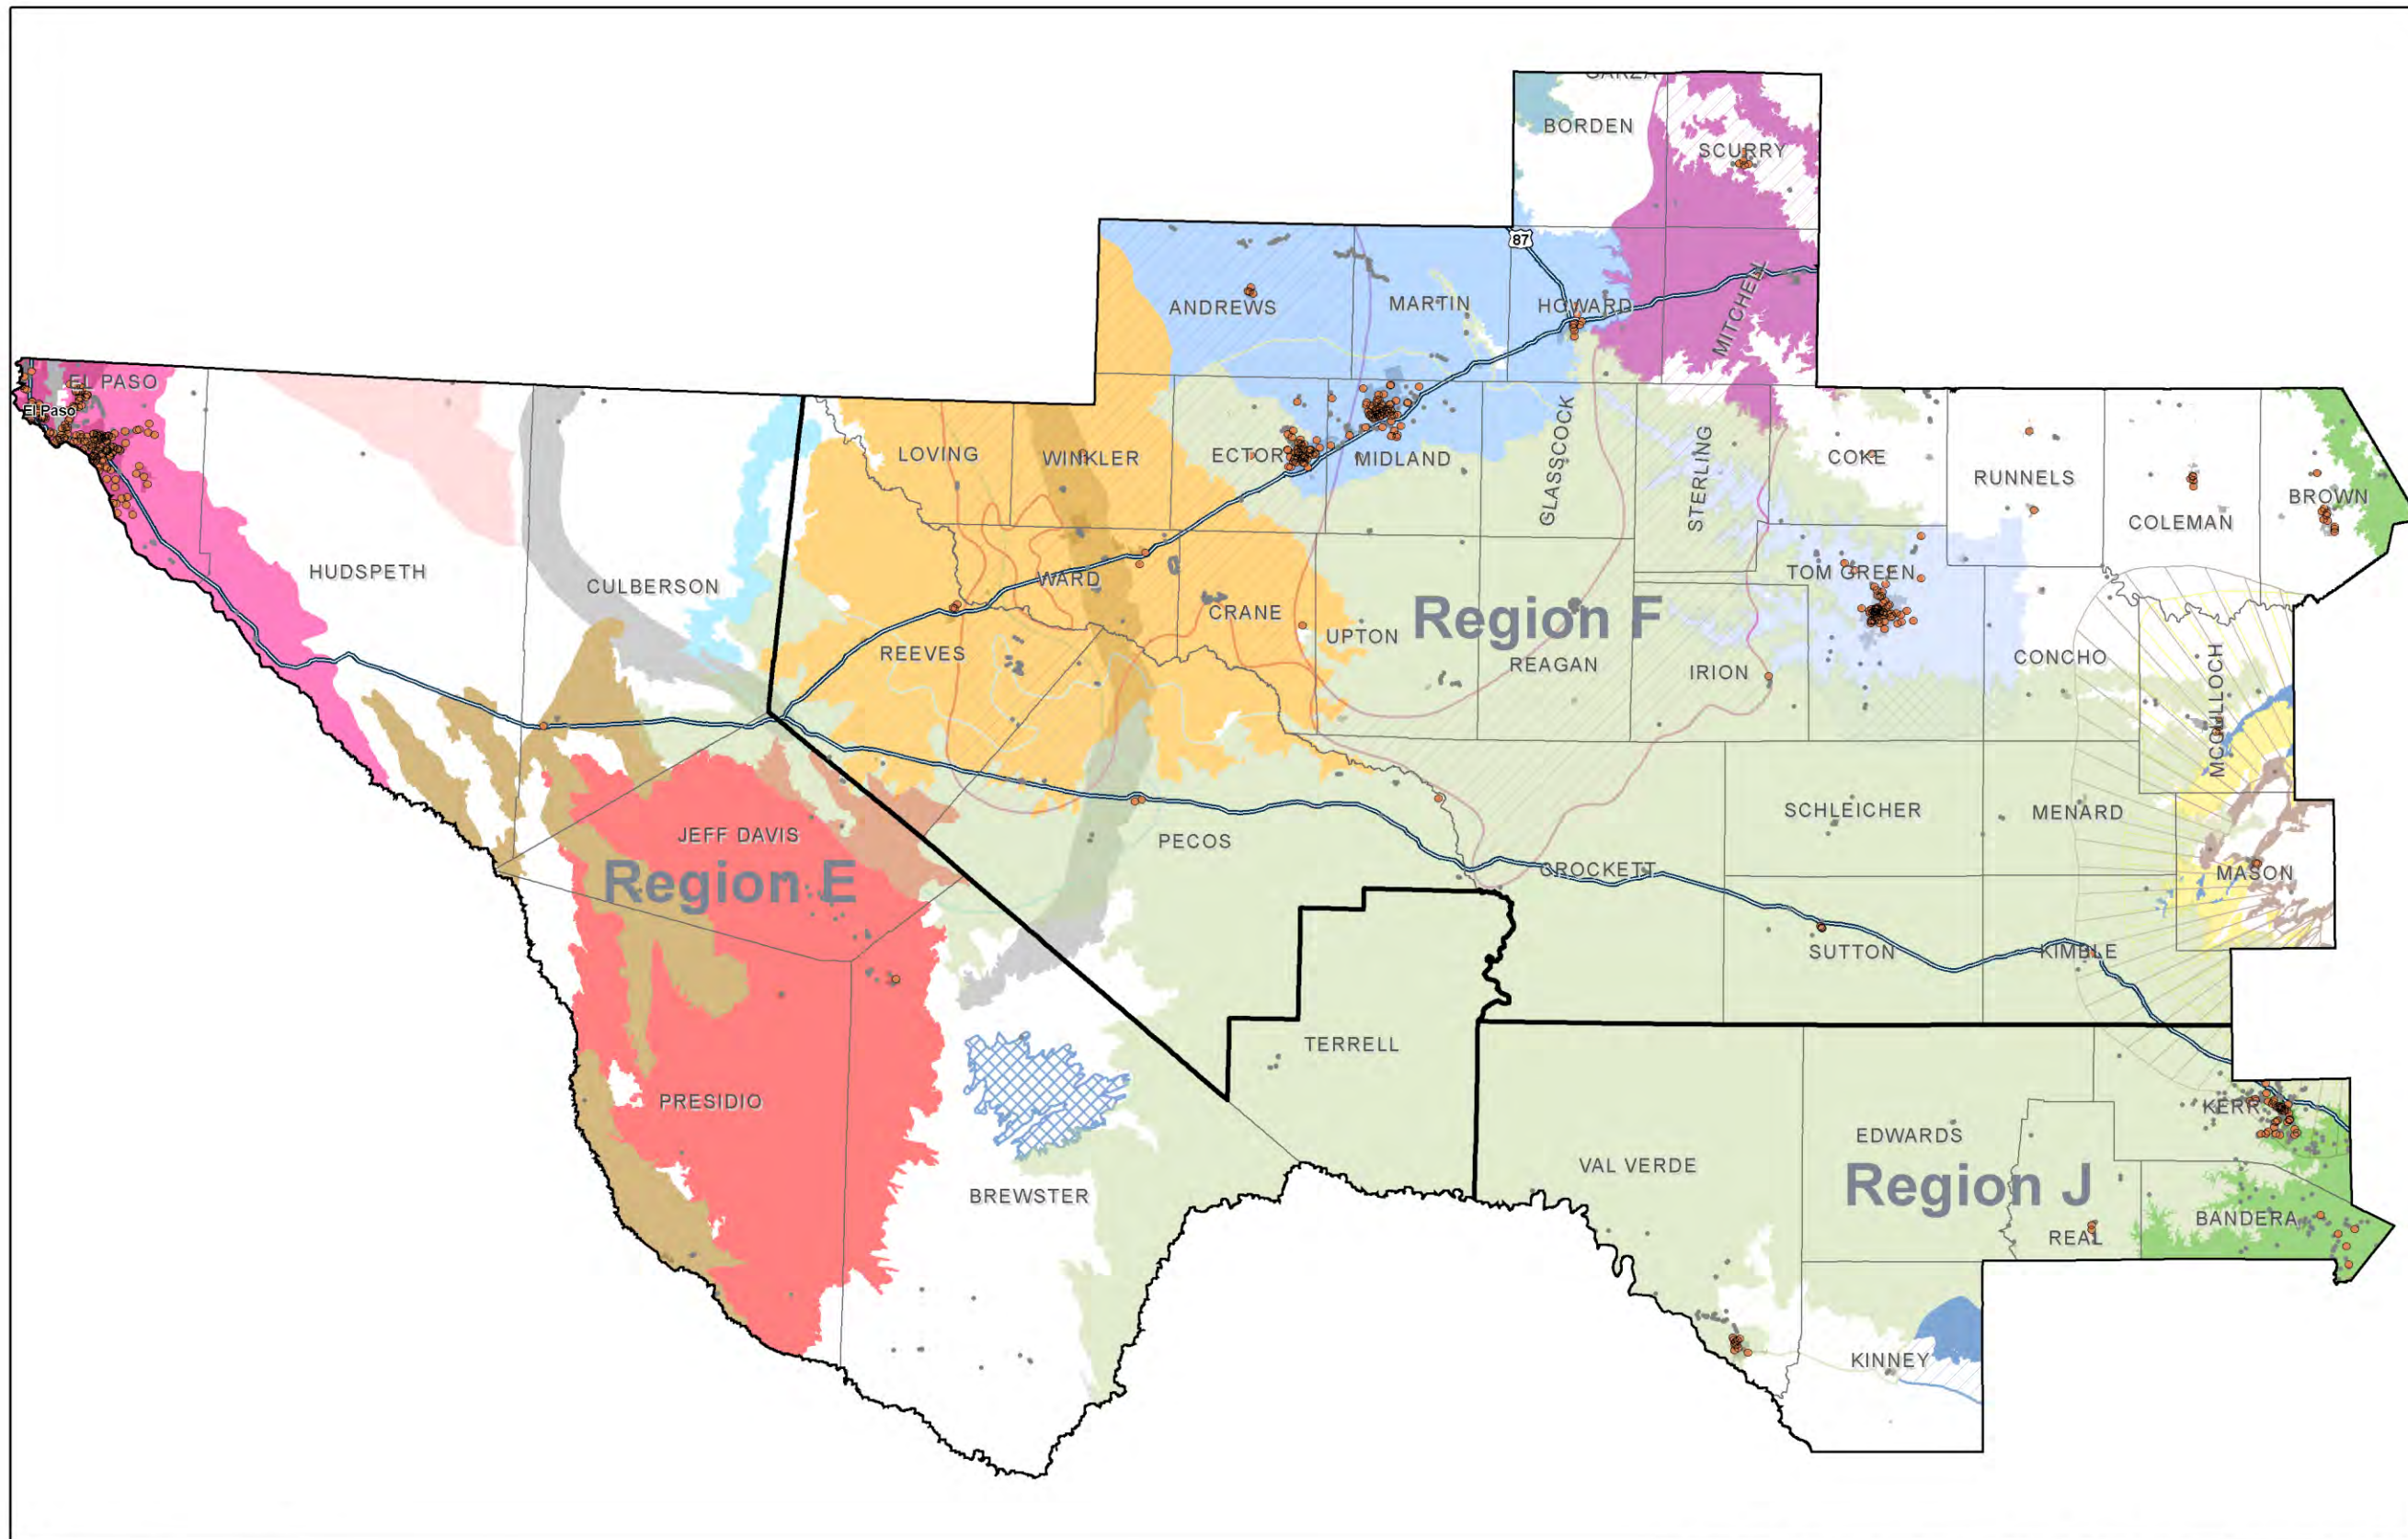 GARZA
BORDEN
SCURRY
87
ANDREWS
MARTIN
HOWARD
MITCHELL
EL PASO
El Paso
LOVING
WINKLER
ECTOR
MIDLAND
GLASSCOCK
STERLING
COKE
RUNNELS
COLEMAN
BROWN
HUDSPETH
CULBERSON
WARD
CRANE
UPTON
Region F
TOM GREEN
REEVES
REAGAN
IRION
CONCHO
MCCULLOCH
JEFF DAVIS
Region E
PECOS
CROCKETT
SCHLEICHER
MENARD
MASON
SUTTON
KIMBLE
TERRELL
PRESIDIO
BREWSTER
VAL VERDE
EDWARDS
KERR
Region J
REAL
BANDERA
KINNEY